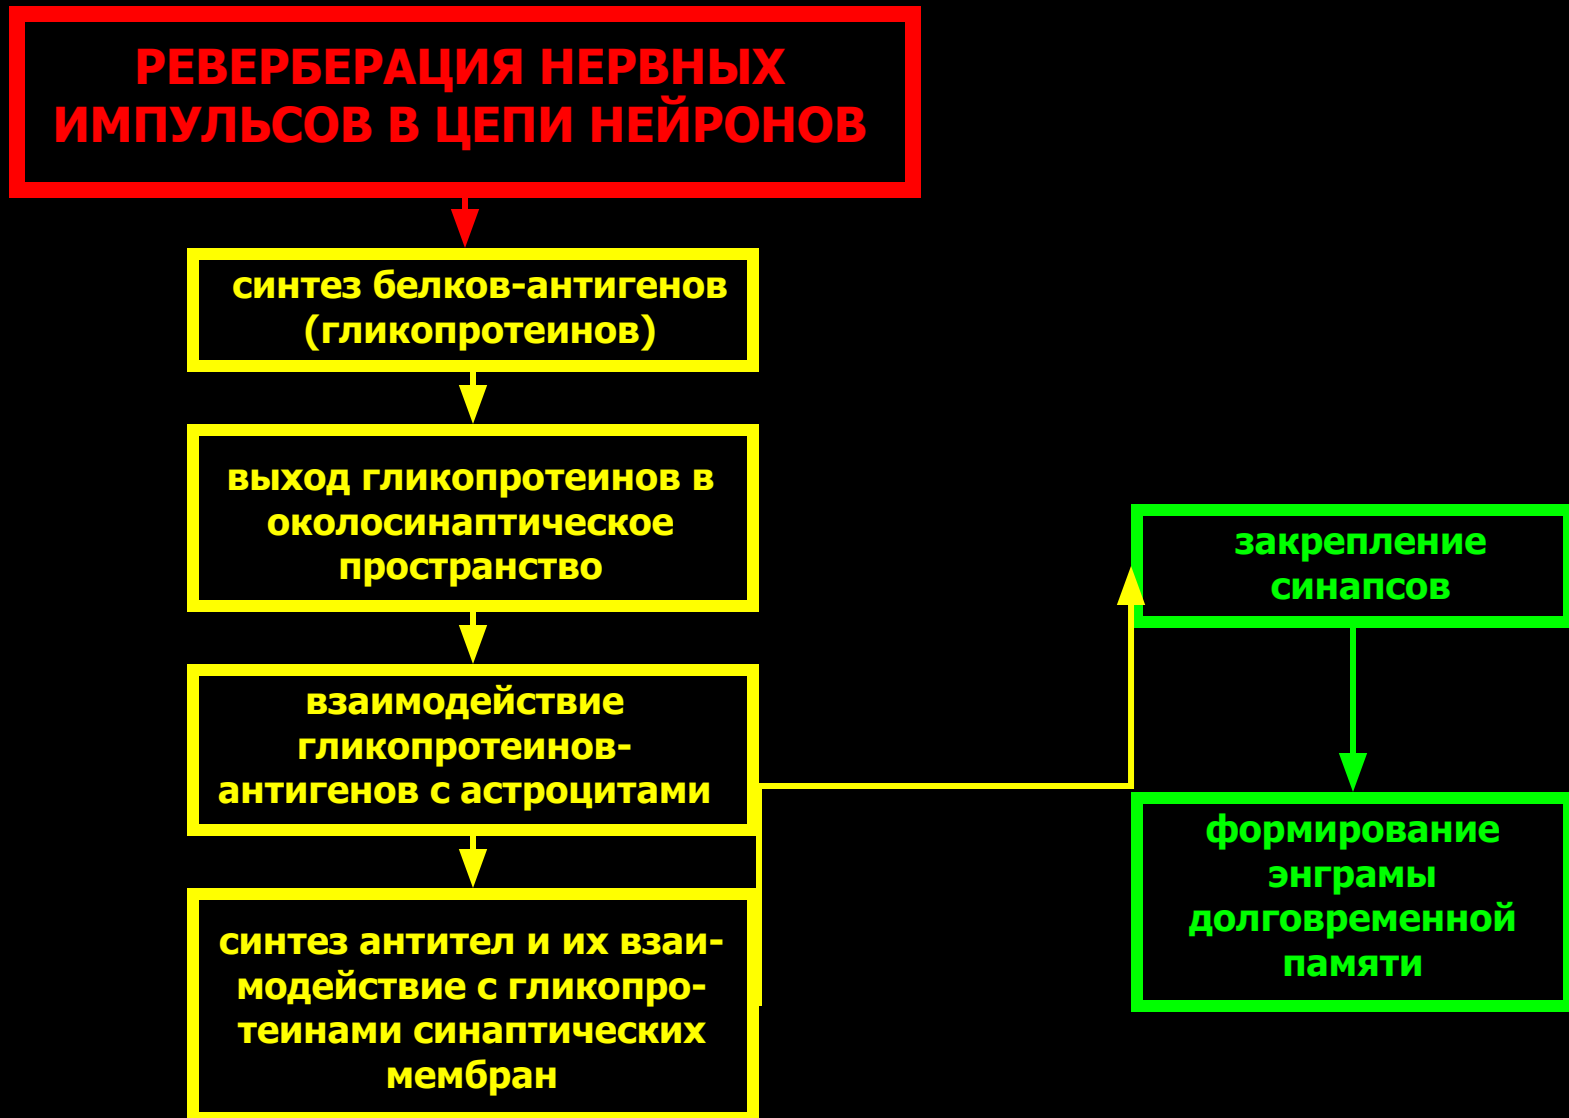 РЕВЕРБЕРАЦИЯ НЕРВНЫХ
ИМПУЛЬСОВ В ЦЕПИ НЕЙРОНОВ
синтез белков-антигенов
(гликопротеинов)
выход гликопротеинов в
околосинаптическое
пространство
взаимодействие
гликопротеинов-
антигенов с астроцитами
синтез антител и их взаи-
модействие с гликопро-
теинами синаптических
мембран
закрепление
синапсов
формирование
энграмы
долговременной
памяти